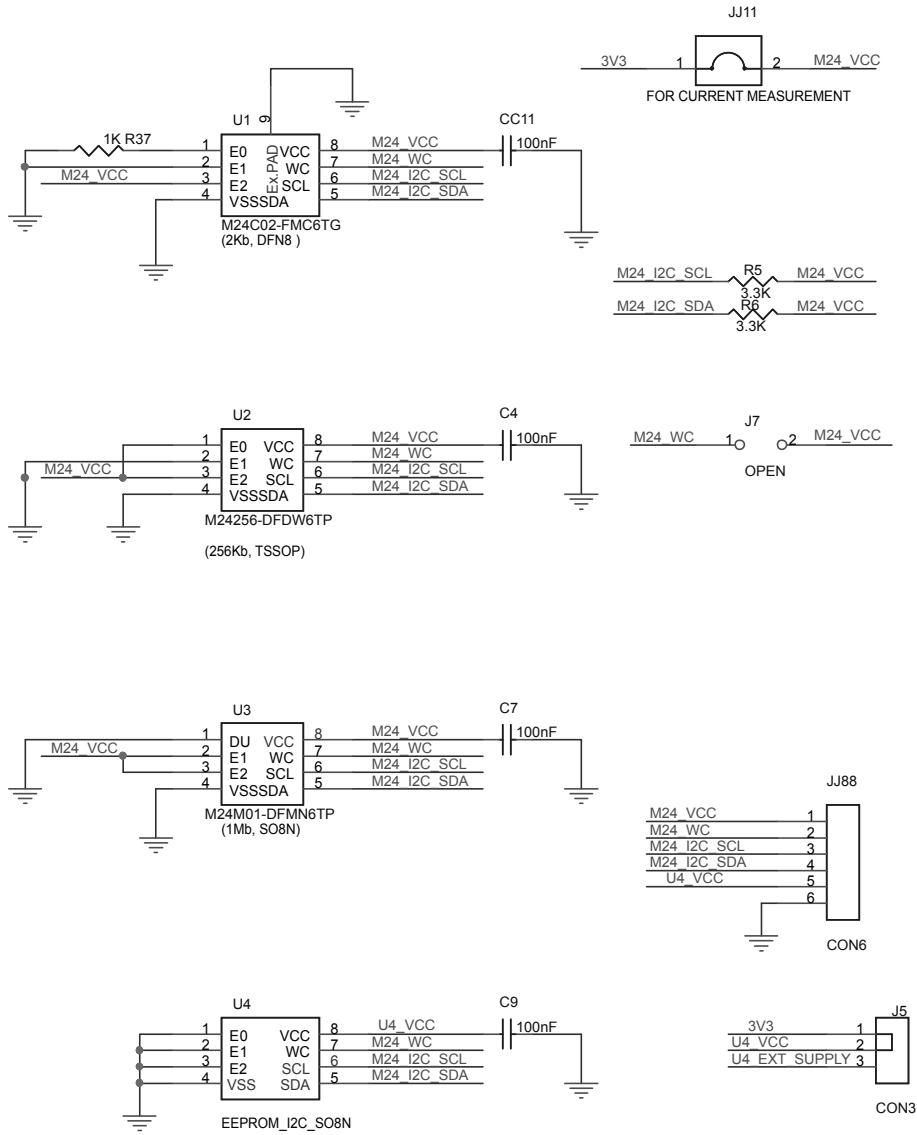 JJ11
3V3 1 2 M24_VCC
FOR CURRENT MEASUREMENT
U1
9
CC11
1K R37
1 E0 VCC 8 M24_VCC 100nF
2 E1 WC 7 M24_WC
M24_VCC 3 E2 SCL 6 M24_I2C_SCL
4 VSSSDA 5 M24_I2C_SDA
Ex.PAD
M24C02-FMC6TG
(2Kb, DFN8 )
M24_I2C_SCL R5 M24_VCC
3.3K
M24_I2C_SDA R6 M24_VCC
3.3K
U2
C4
1 E0 VCC 8 M24_VCC 100nF
2 E1 WC 7 M24_WC
M24_VCC 3 E2 SCL 6 M24_I2C_SCL
4 VSSSDA 5 M24_I2C_SDA
M24256-DFDW6TP
(256Kb, TSSOP)
J7
M24_WC 1 2 M24_VCC
OPEN
U3
C7
1 DU VCC 8 M24_VCC 100nF
M24_VCC 2 E1 WC 7 M24_WC
3 E2 SCL 6 M24_I2C_SCL
4 VSSSDA 5 M24_I2C_SDA
M24M01-DFMN6TP
(1Mb, SO8N)
JJ88
M24_VCC 1
M24_WC 2
M24_I2C_SCL 3
M24_I2C_SDA 4
U4_VCC 5
6
CON6
U4
C9
1 E0 VCC 8 U4_VCC 100nF
2 E1 WC 7 M24_WC
3 E2 SCL 6 M24_I2C_SCL
4 VSS SDA 5 M24_I2C_SDA
EEPROM_I2C_SO8N
J5
3V3 1
U4_VCC 2
U4_EXT_SUPPLY 3
CON3